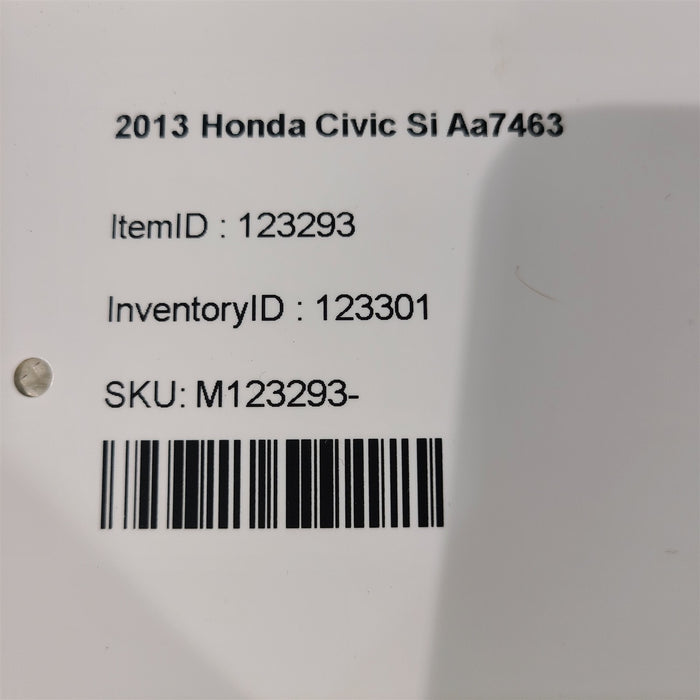 2013 Honda Civic Si Aa7463
ItemID : 123293
InventoryID : 123301
SKU: M123293-